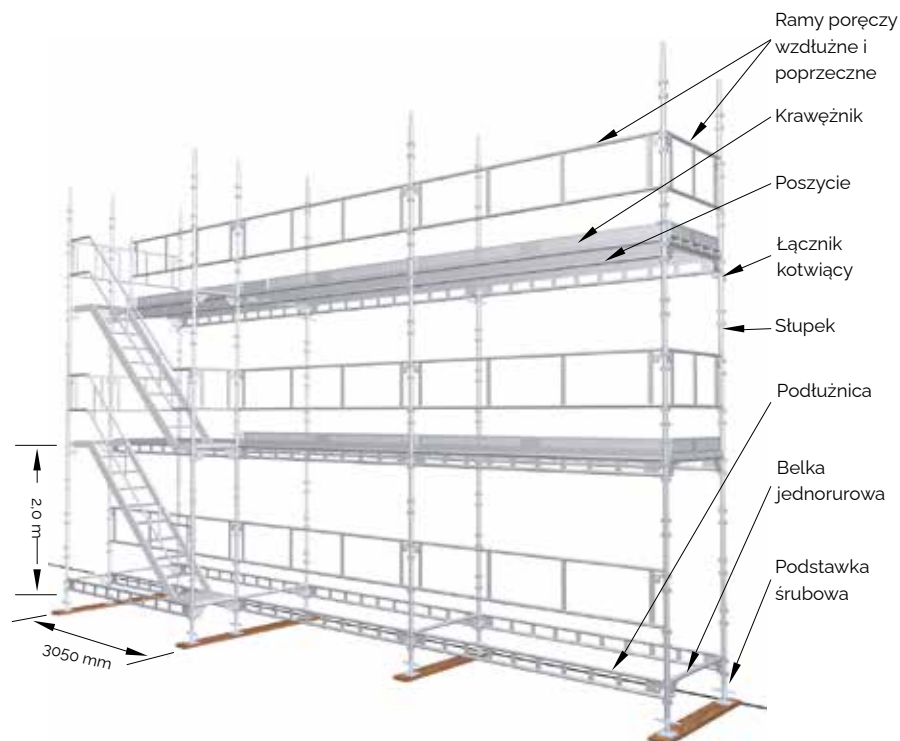 Ramy poręczy
wzdłużne i
poprzeczne
Krawężnik
Poszycie
Łącznik
kotwiący
Słupek
Podłużnica
Belka
jednorurowa
Podstawka
śrubowa
2,0 m
3050 mm